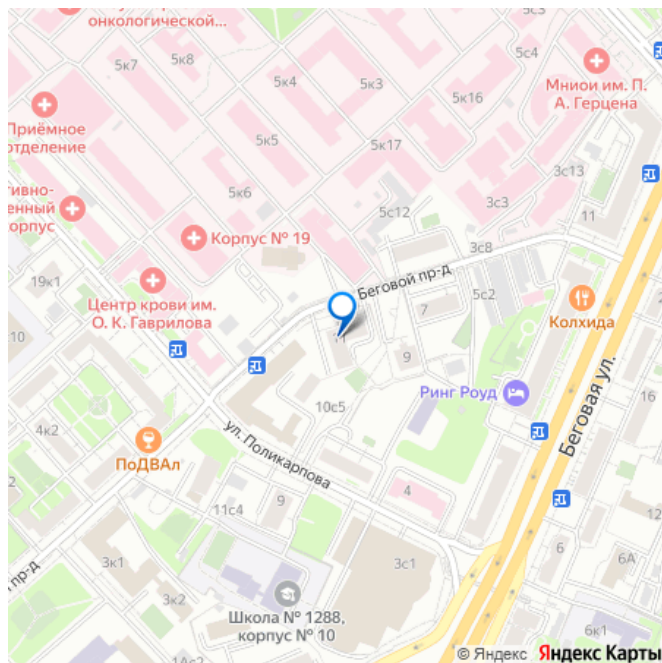 онкологической...
5к7
5к8
5к4
5к3
5с4
Мниои им. П.
А. Герцена
5к16
Приёмное
отделение
5к5
5к17
5к6
3с13
3с3
5с12
11
Корпус № 19
3с8
Беговой пр-д
19к1
Центр крови им.
О. К. Гаврилова
5с2
7
Колхида
10
9
Ринг Роуд
16
Беговая ул.
10с5
4к2
ПоДВАл
ул. Поликарпова
12
4
9
11с4
6
6А
3к1
3с1
3к2
Школа № 1288,
корпус № 10
6к1
1Ас2
© Яндекс Яндекс Карты